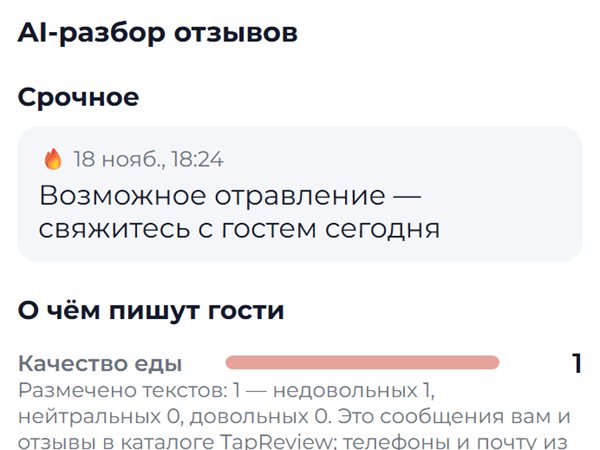 AI-разбор отзывов
Срочное
🔥 18 нояб., 18:24
Возможное отравление —
свяжитесь с гостем сегодня
О чём пишут гости
Качество еды 1
Размечено текстов: 1 — недовольных 1,
нейтральных 0, довольных 0. Это сообщения вам и
отзывы в каталоге TapReview; телефоны и почту из